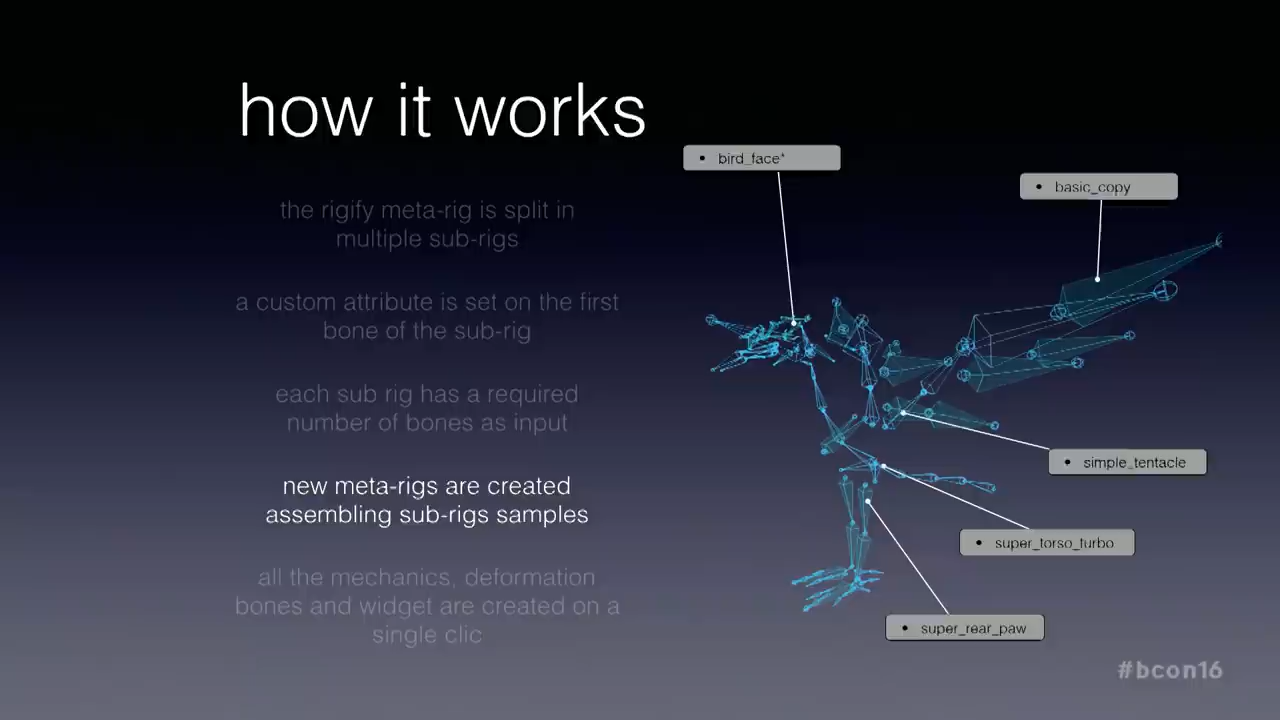 how it works
the rigify meta-rig is split in
multiple sub-rigs
a custom attribute is set on the first
bone of the sub-rig
each sub rig has a required
number of bones as input
new meta-rigs are created
assembling sub-rigs samples
all the mechanics, deformation
bones and widget are created on a
single clic
• bird_face*
• basic_copy
• simple_tentacle
• super_torso_turbo
• super_rear_paw
#bcon16